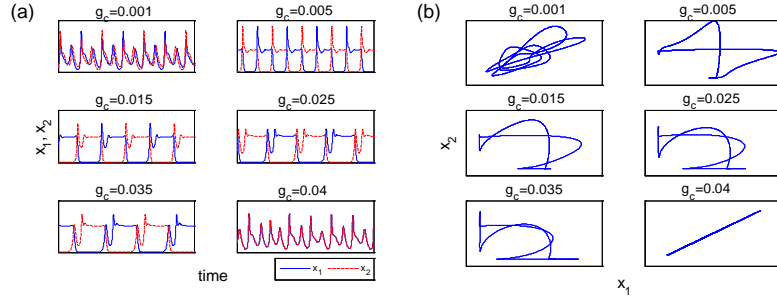 (a)
g_c=0.001
g_c=0.005
g_c=0.015
g_c=0.025
g_c=0.035
g_c=0.04
x_1, x_2
time
x_1
x_2
(b)
g_c=0.001
g_c=0.005
g_c=0.015
g_c=0.025
g_c=0.035
g_c=0.04
x_2
x_1